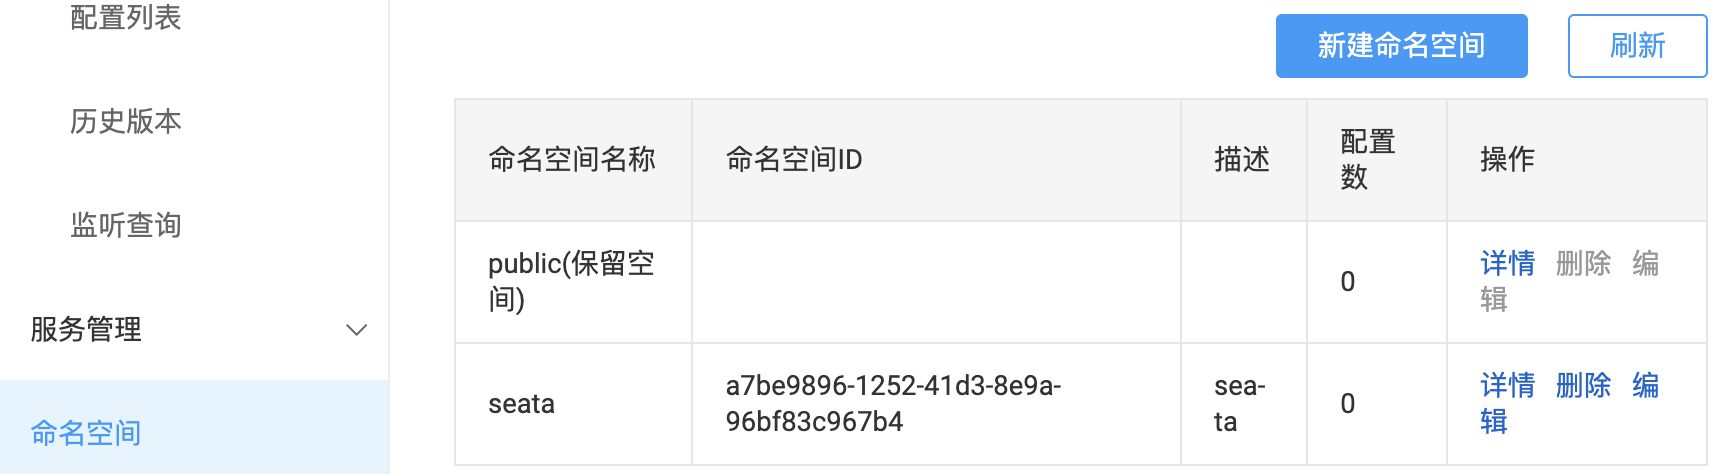 配置列表
历史版本
监听查询
服务管理
命名空间
新建命名空间
刷新
命名空间名称
命名空间ID
描述
配置
数
操作
public(保留空
间)
0
详情 删除 编
辑
seata
a7be9896-1252-41d3-8e9a-
96bf83c967b4
sea-
ta
0
详情 删除 编
辑